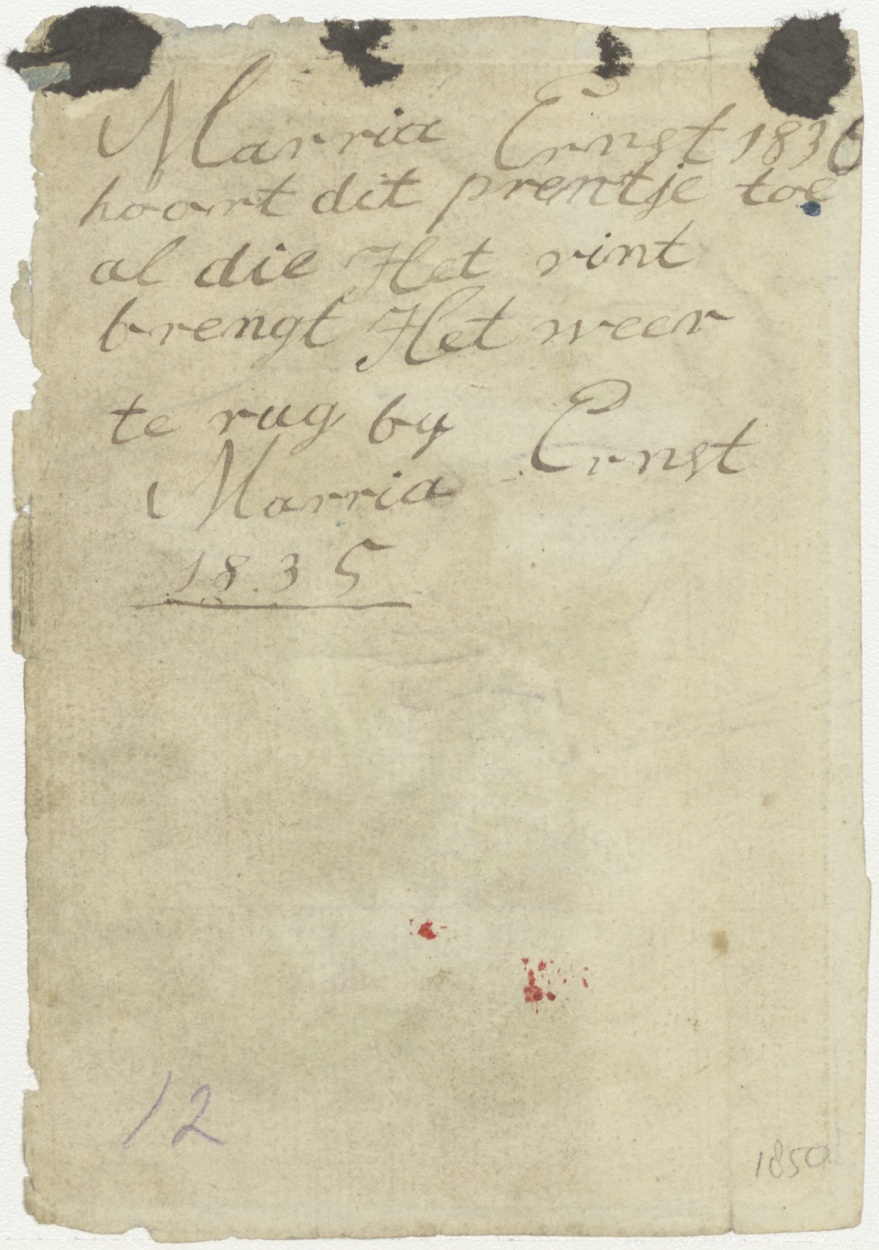 Marria Ernst 1836
hoort dit prentje toe
al die Het vint
brengt Het weer
te rug by Ernst
Marria
1835
12
1850